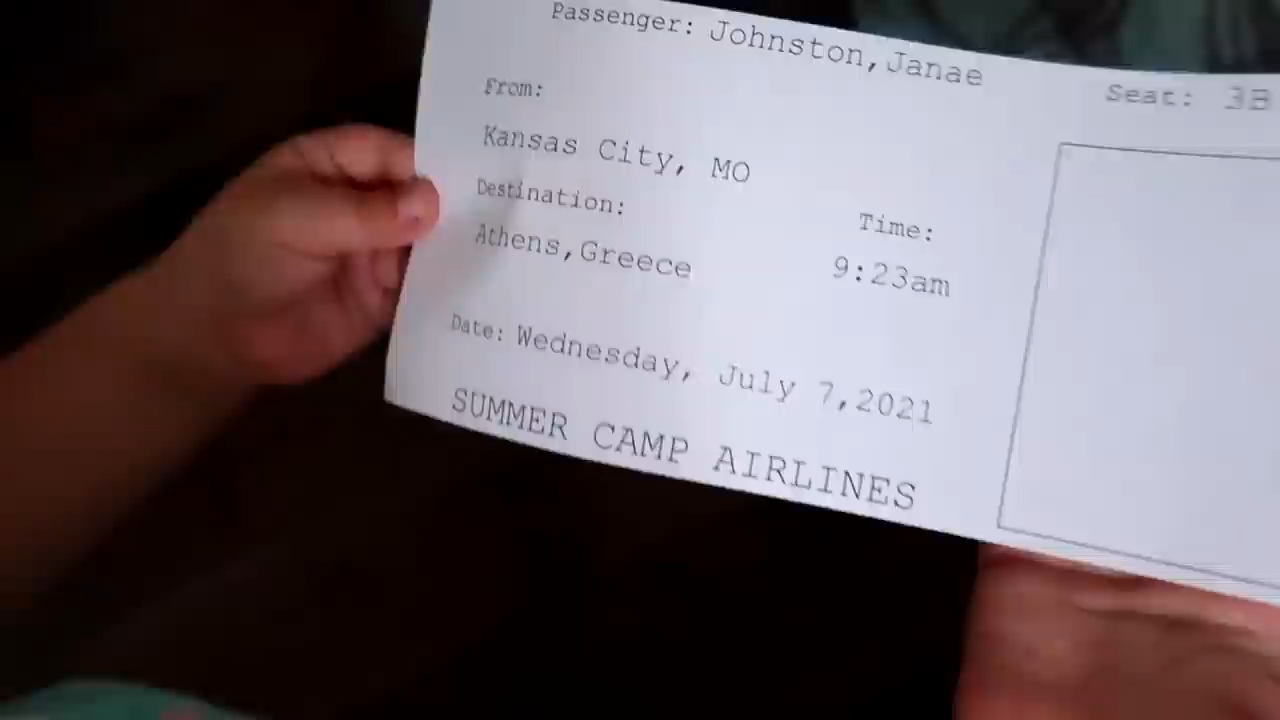 Passenger: Johnston,Janae
Seat: 3B
From:
Kansas City, MO
Destination:
Time:
Athens,Greece
9:23am
Date: Wednesday, July 7,2021
SUMMER CAMP AIRLINES